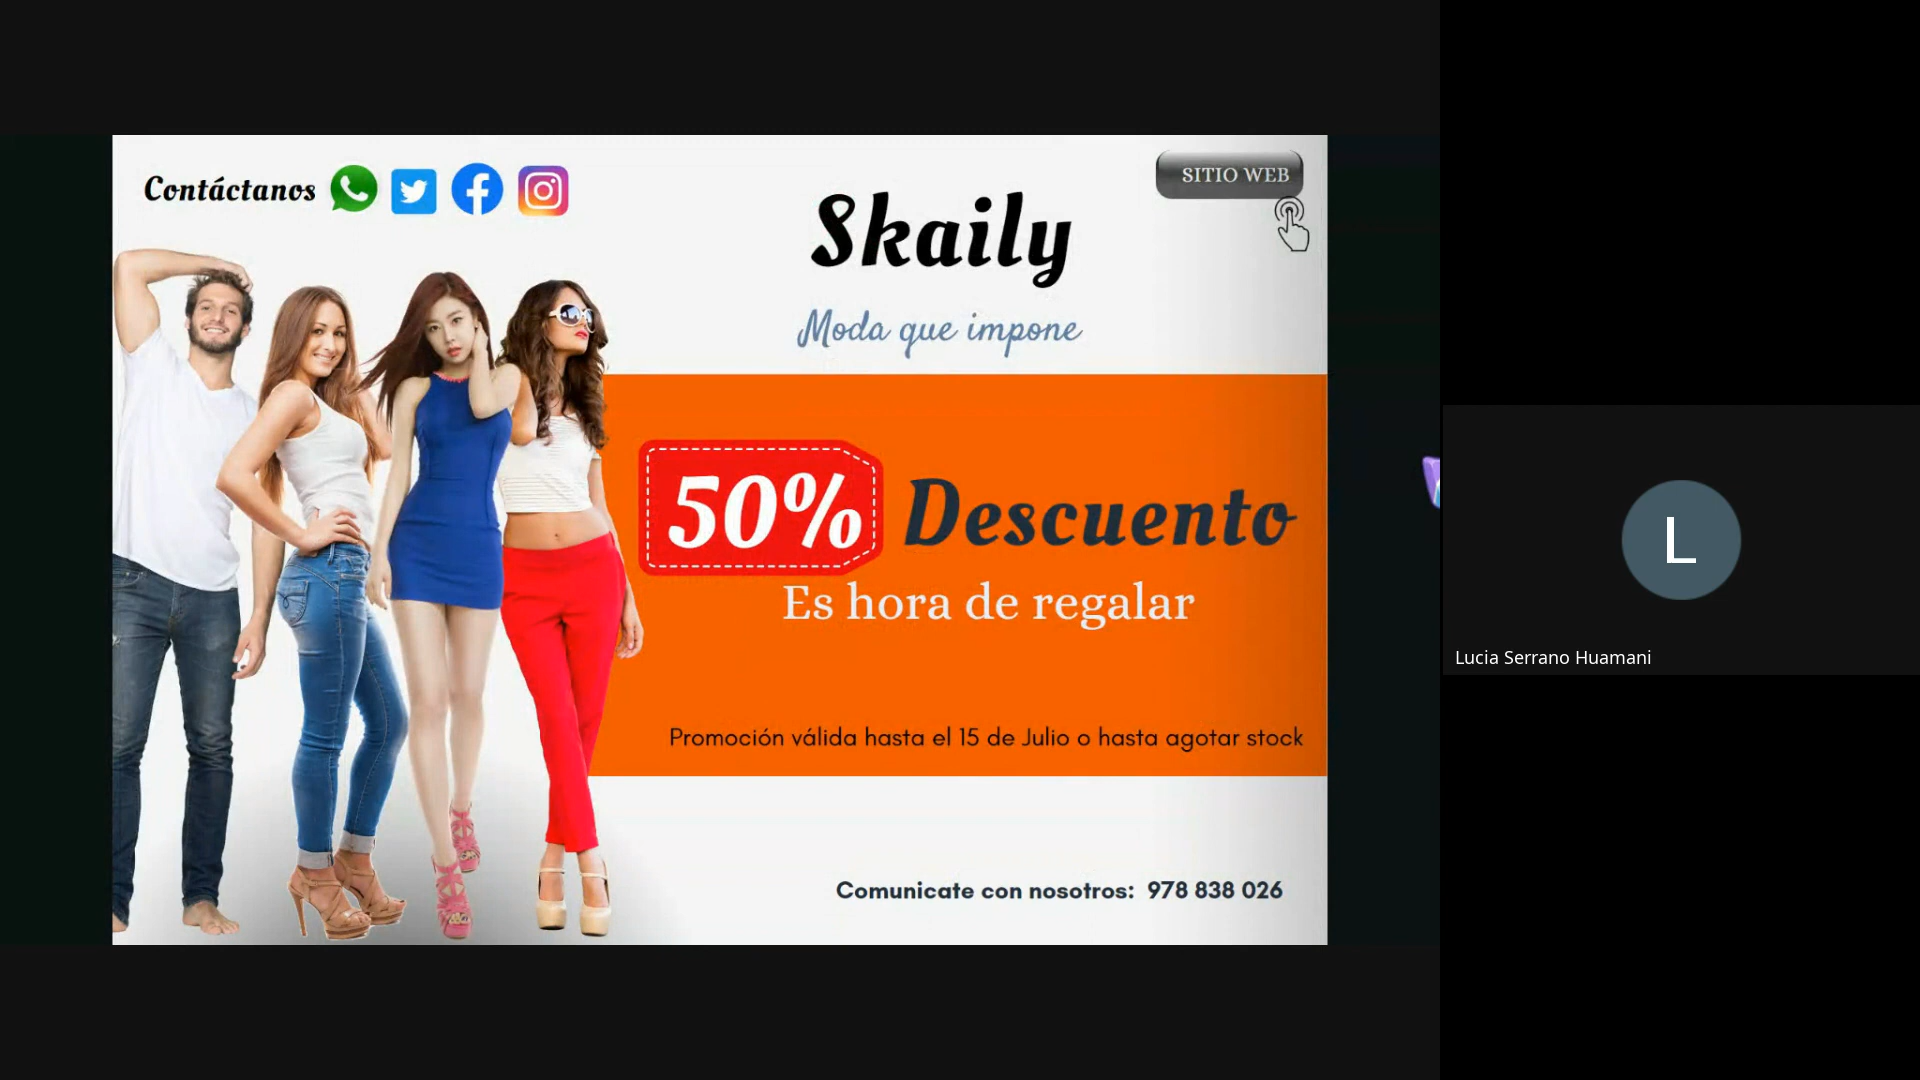 Contáctanos
SITIO WEB
Skaily
Moda que impone
50% Descuento
Es hora de regalar
Promoción válida hasta el 15 de Julio o hasta agotar stock
Comunicate con nosotros: 978 838 026
L
Lucia Serrano Huamani